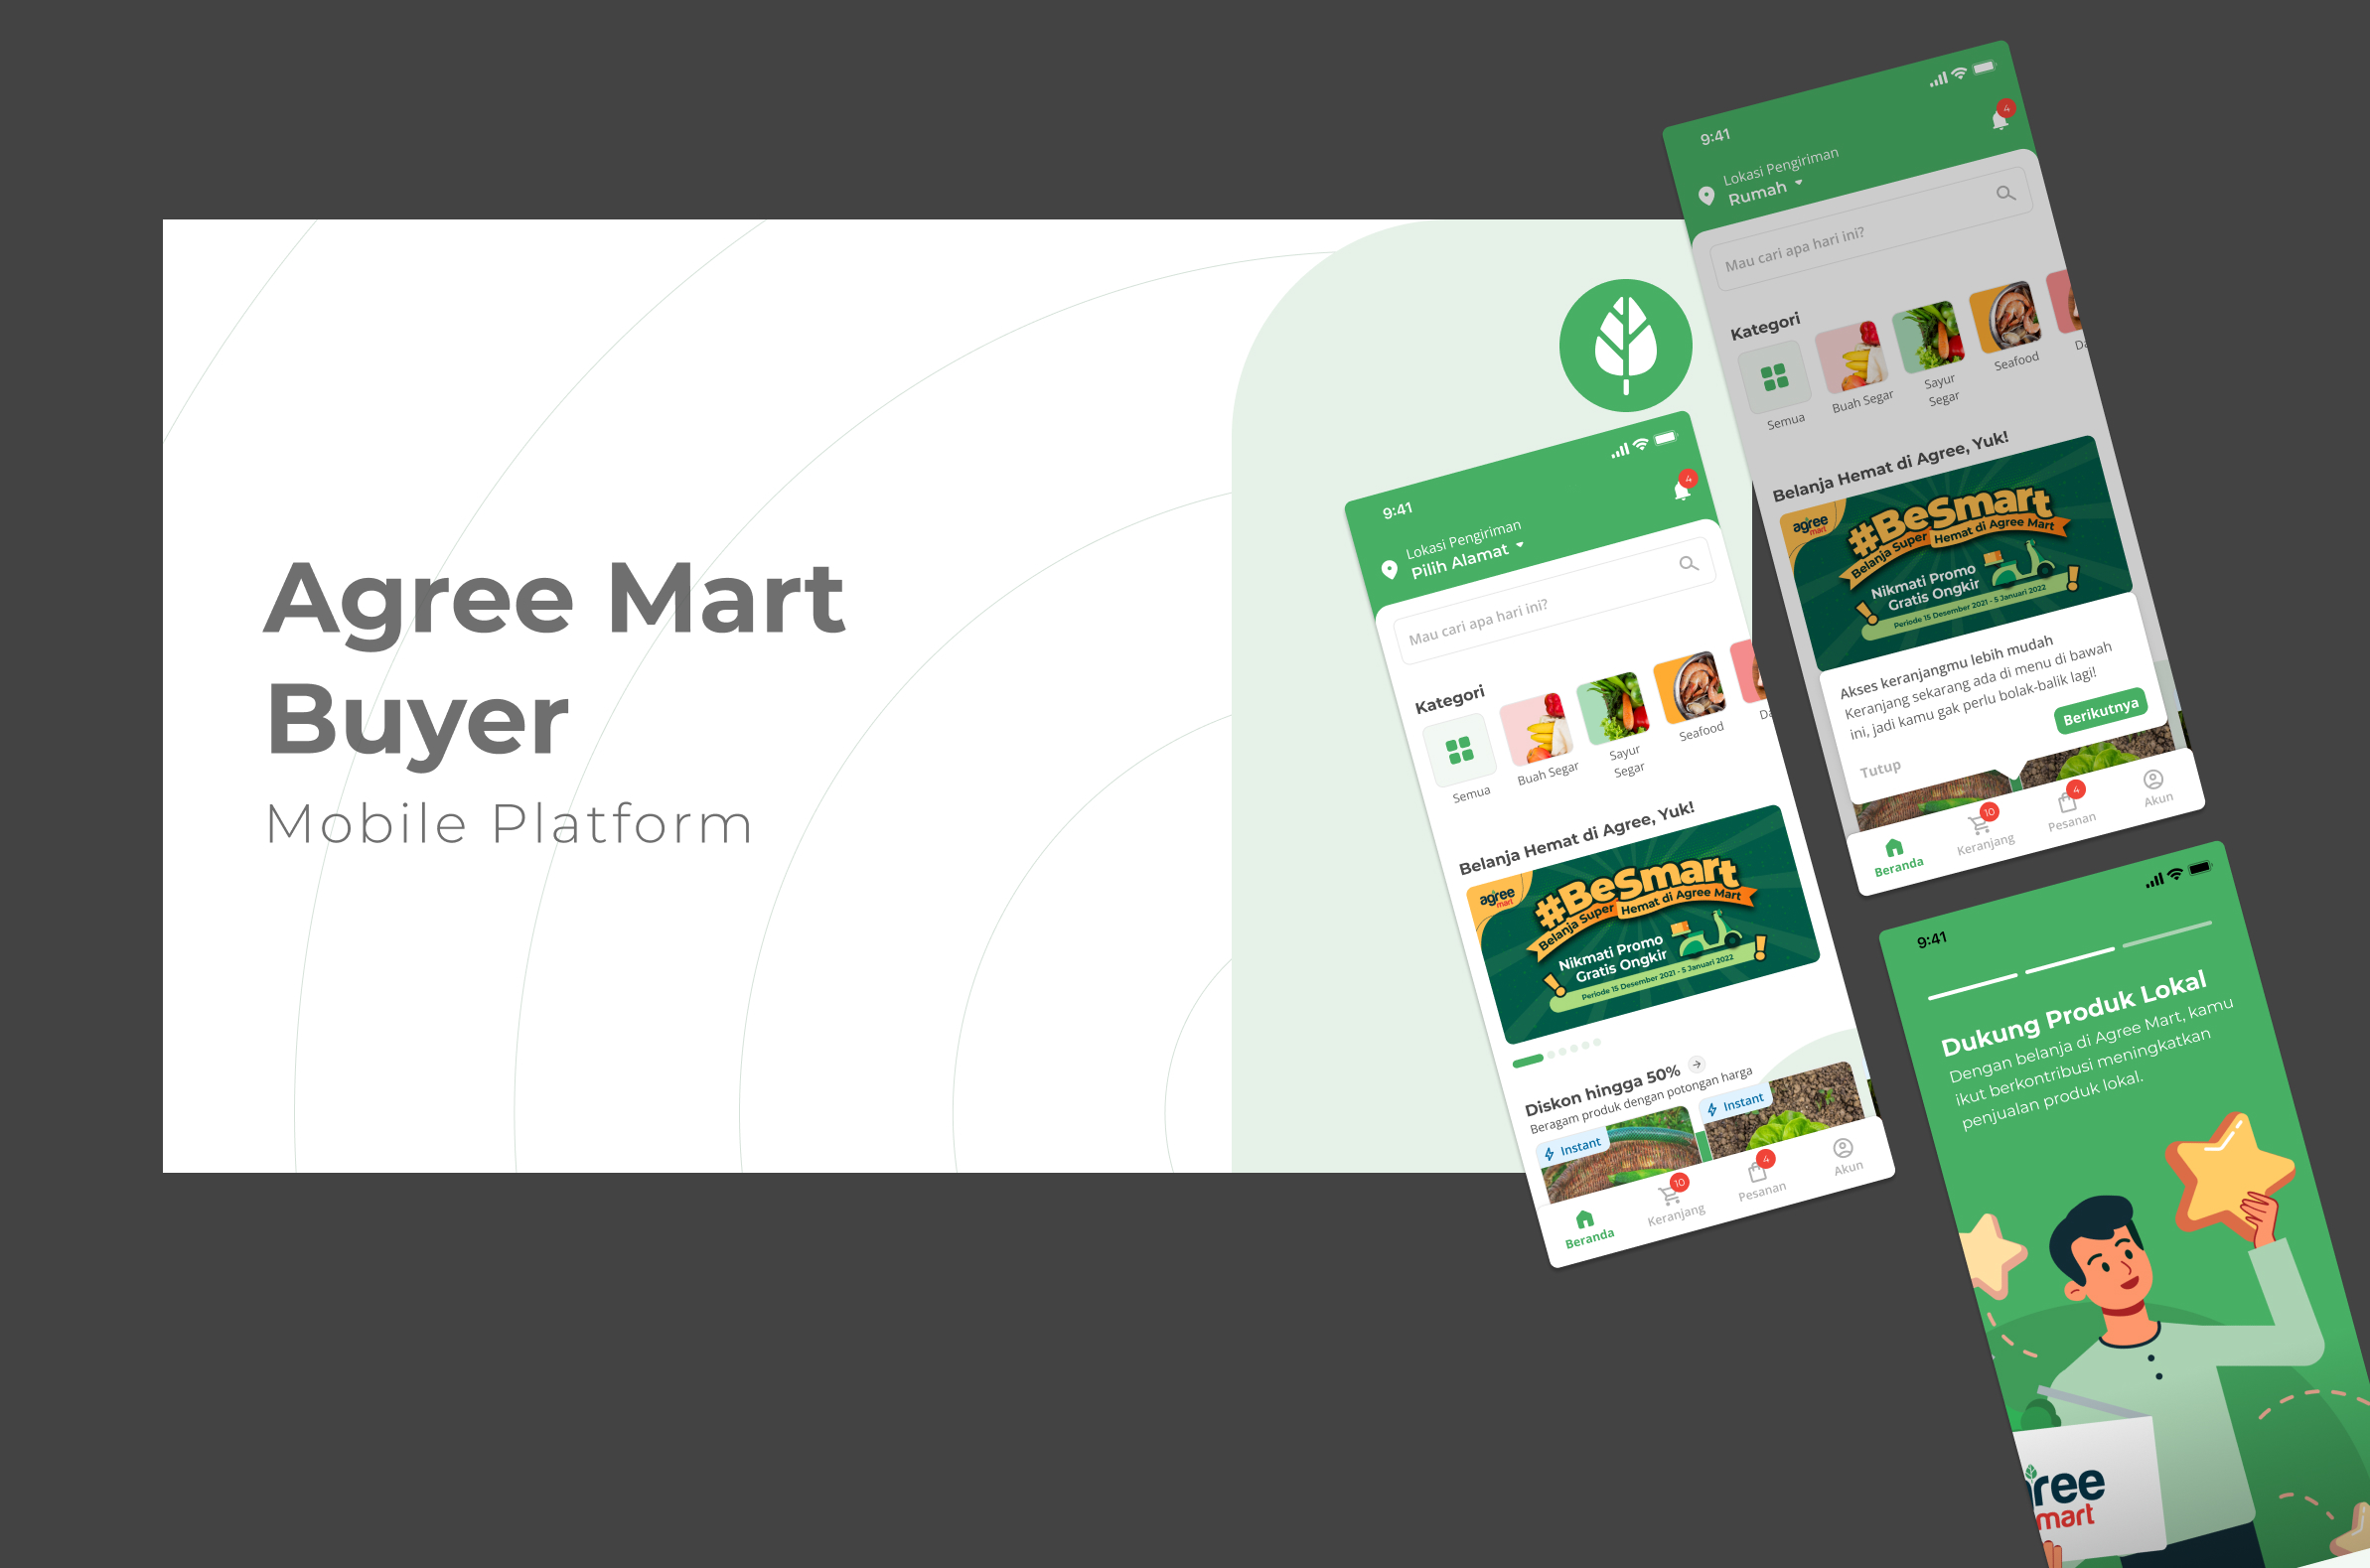 Agree Mart
Buyer
Mobile Platform
9:41
4
Lokasi Pengiriman
Pilih Alamat
Mau cari apa hari ini?
Kategori
Semua
Buah Segar
Sayur
Segar
Seafood
Da
Belanja Hemat di Agree, Yuk!
agree
mart
#BeSmart
Belanja Super Hemat di Agree Mart
Nikmati Promo
Gratis Ongkir
Periode 15 Desember 2021 - 5 Januari 2022
Diskon hingga 50%
Beragam produk dengan potongan harga
Instant
Instant
Beranda
10
Keranjang
4
Pesanan
Akun
9:41
4
Lokasi Pengiriman
Rumah
Mau cari apa hari ini?
Kategori
Semua
Buah Segar
Sayur
Segar
Seafood
Da
Belanja Hemat di Agree, Yuk!
agree
mart
#BeSmart
Belanja Super Hemat di Agree Mart
Nikmati Promo
Gratis Ongkir
Periode 15 Desember 2021 - 5 Januari 2022
Akses keranjangmu lebih mudah
Keranjang sekarang ada di menu di bawah
ini, jadi kamu gak perlu bolak-balik lagi!
Tutup
Berikutnya
Beranda
10
Keranjang
4
Pesanan
Akun
9:41
Dukung Produk Lokal
Dengan belanja di Agree Mart, kamu
ikut berkontribusi meningkatkan
penjualan produk lokal.
ree
mart